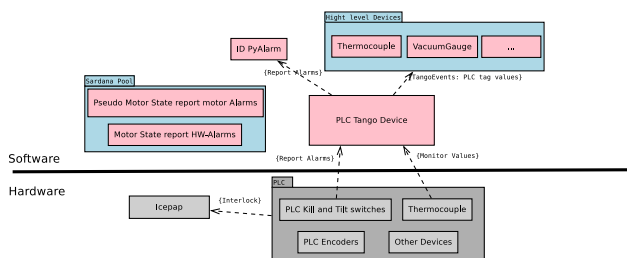 Hight level Devices
ID PyAlarm
Thermocouple
VacuumGauge
...
{Report Alarms}
{TangoEvents: PLC tag values}
Sardana Pool
Pseudo Motor State report motor Alarms
Motor State report HW-Alarms
PLC Tango Device
Software
{Report Alarms}
{Monitor Values}
Hardware
PLC
{Interlock}
Icepap
PLC Kill and Tilt switches
Thermocouple
PLC Encoders
Other Devices